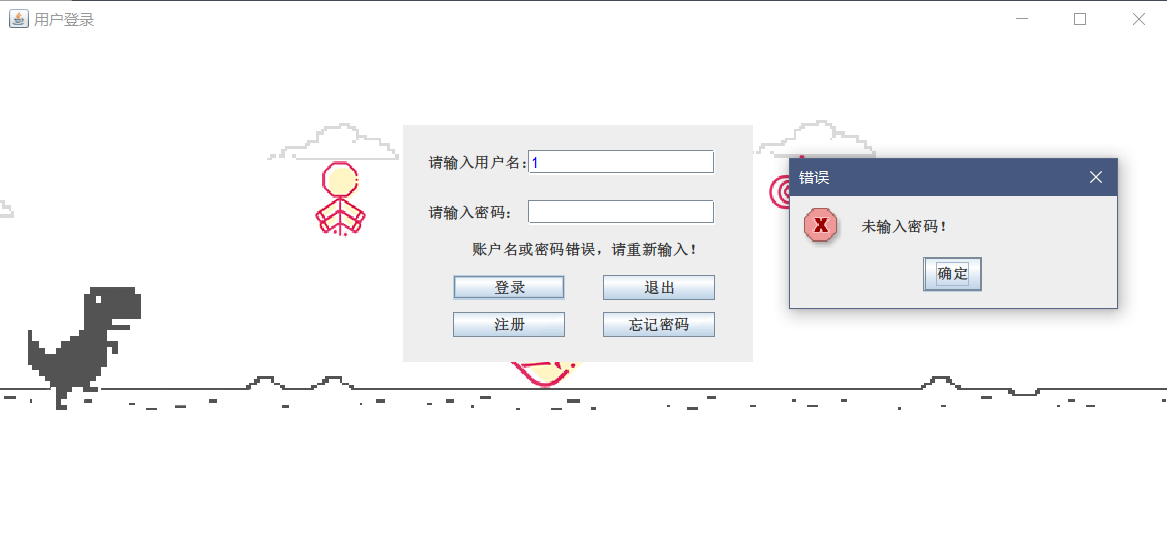 用户登录
请输入用户名：1
请输入密码：
账户名或密码错误，请重新输入！
登录 退出
注册 忘记密码
错误
未输入密码！
确定